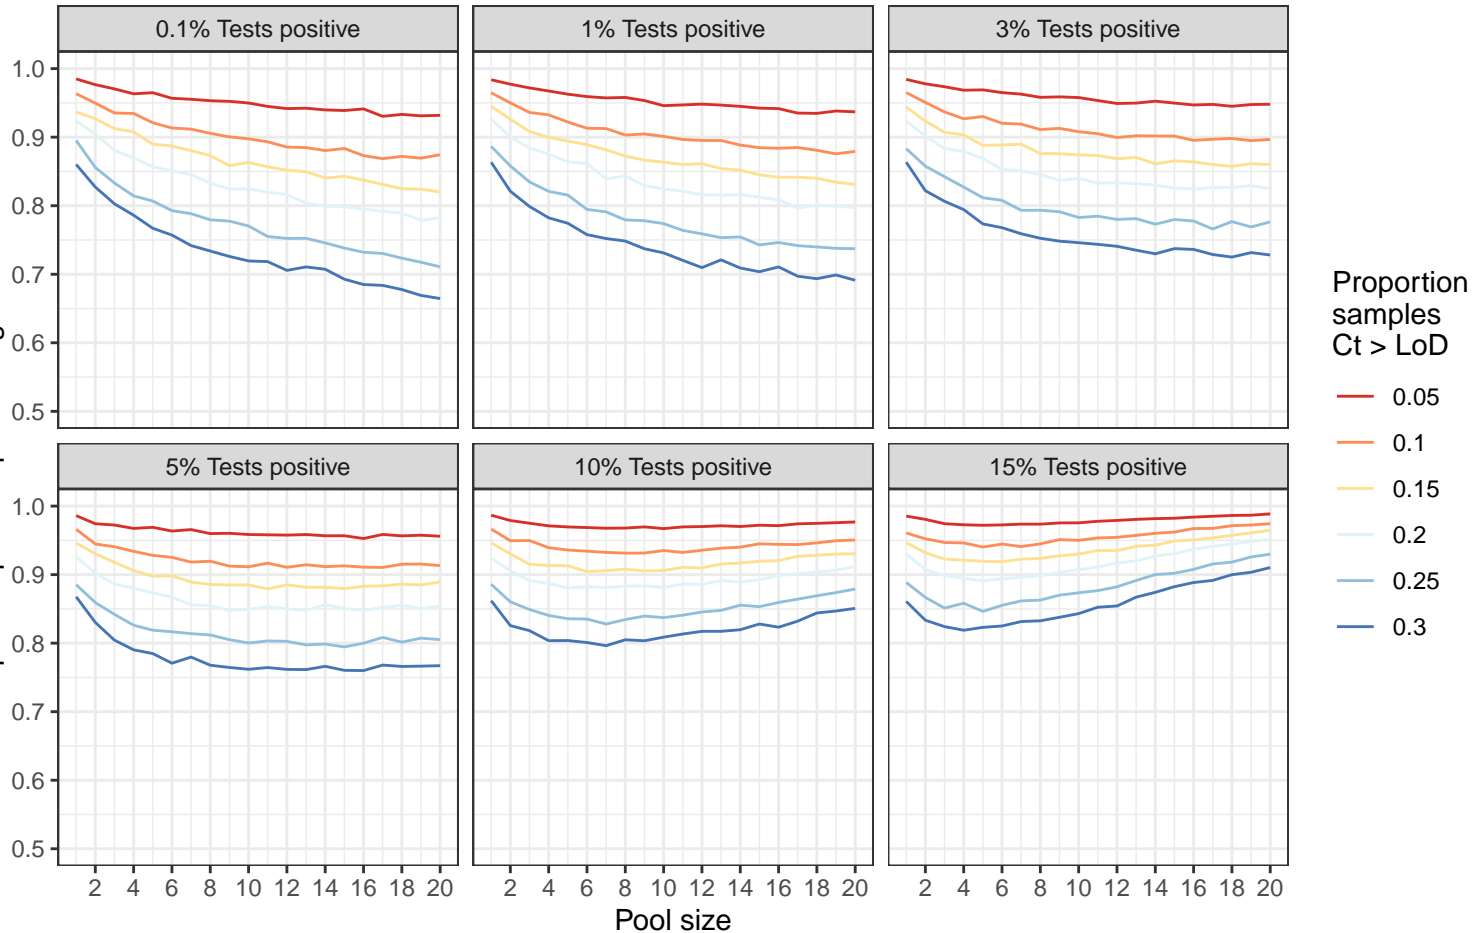 0.1% Tests positive
1% Tests positive
3% Tests positive
1.0
0.9
0.8
0.7
0.6
0.5
5% Tests positive
10% Tests positive
15% Tests positive
1.0
0.9
0.8
0.7
0.6
0.5
2 4 6 8 10 12 14 16 18 20
2 4 6 8 10 12 14 16 18 20
2 4 6 8 10 12 14 16 18 20
Pool size
Proportion
samples
Ct > LoD
0.05
0.1
0.15
0.2
0.25
0.3